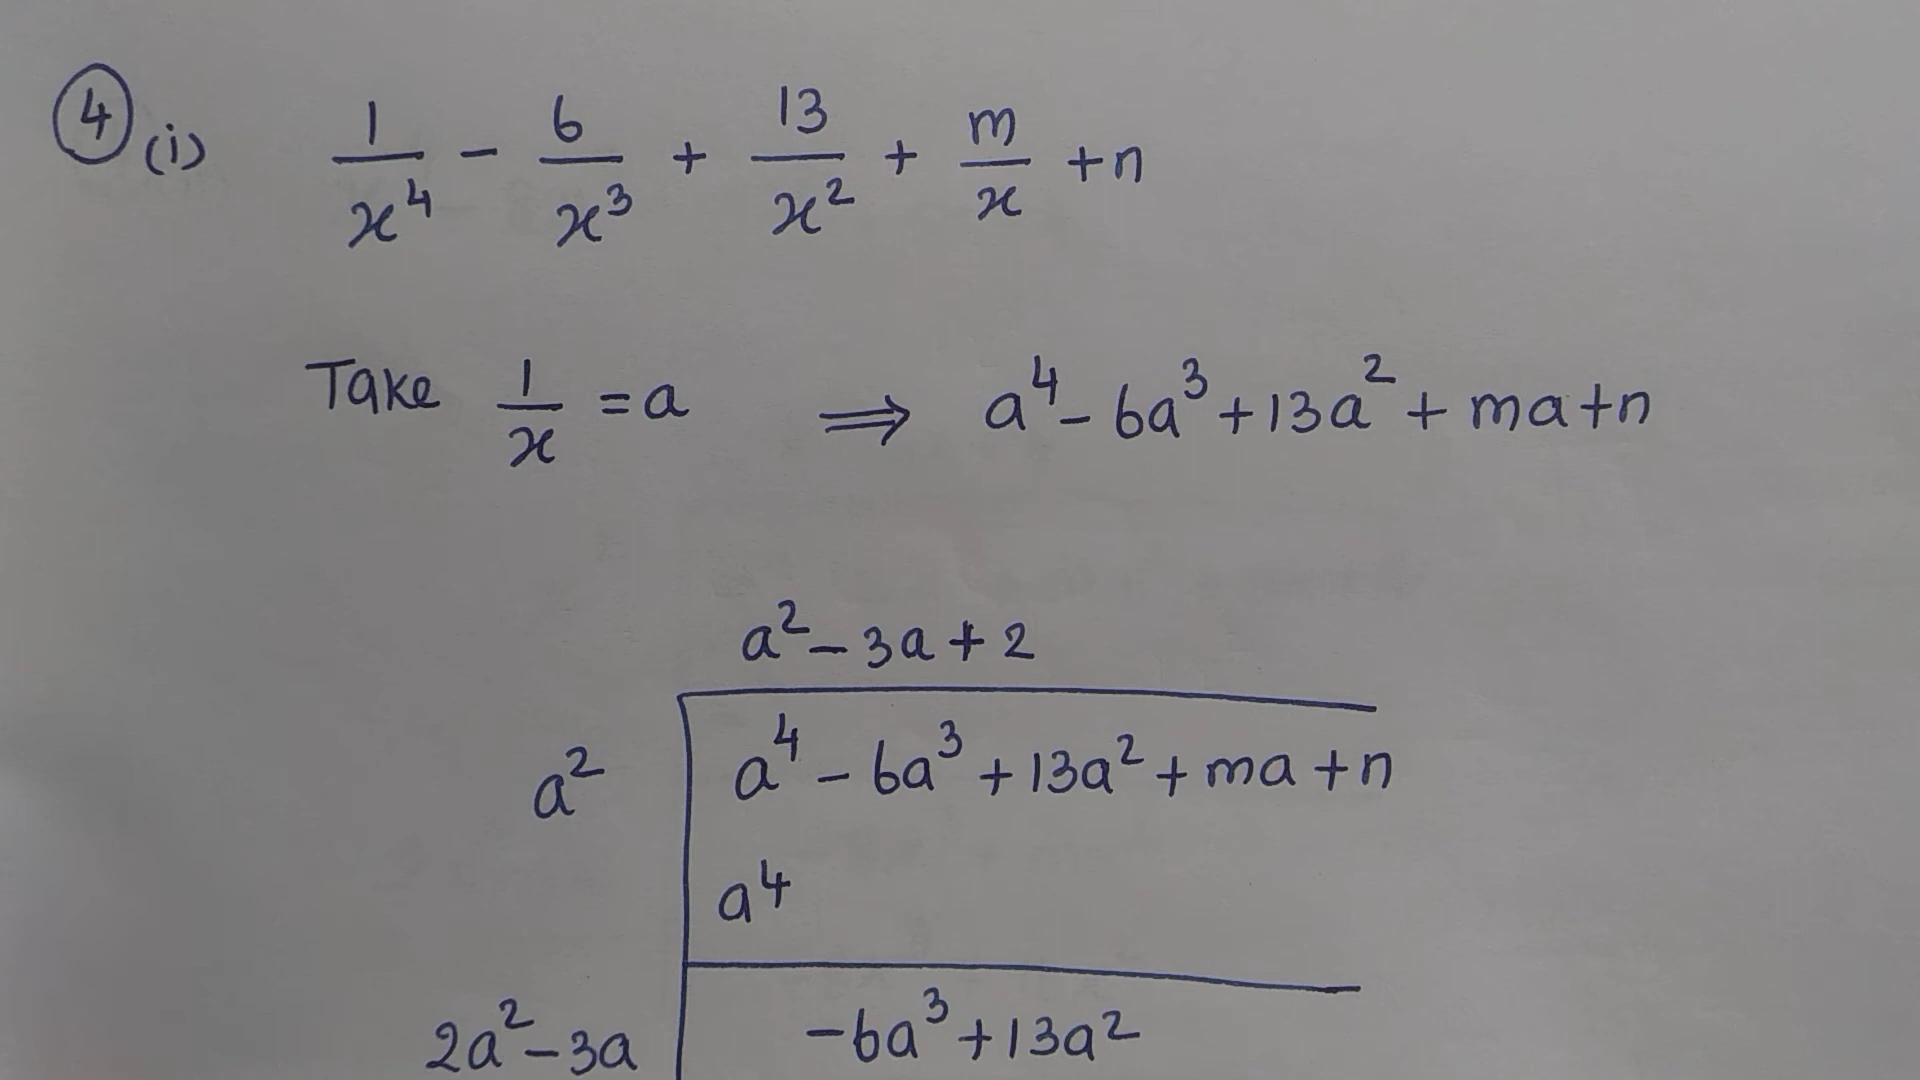 ④ (i) 1/x⁴ - 6/x³ + 13/x² + m/x + n
Take 1/x = a ⟹ a⁴ - 6a³ + 13a² + ma + n
a² - 3a + 2
a² a⁴ - 6a³ + 13a² + ma + n
a⁴
2a² - 3a -6a³ + 13a²